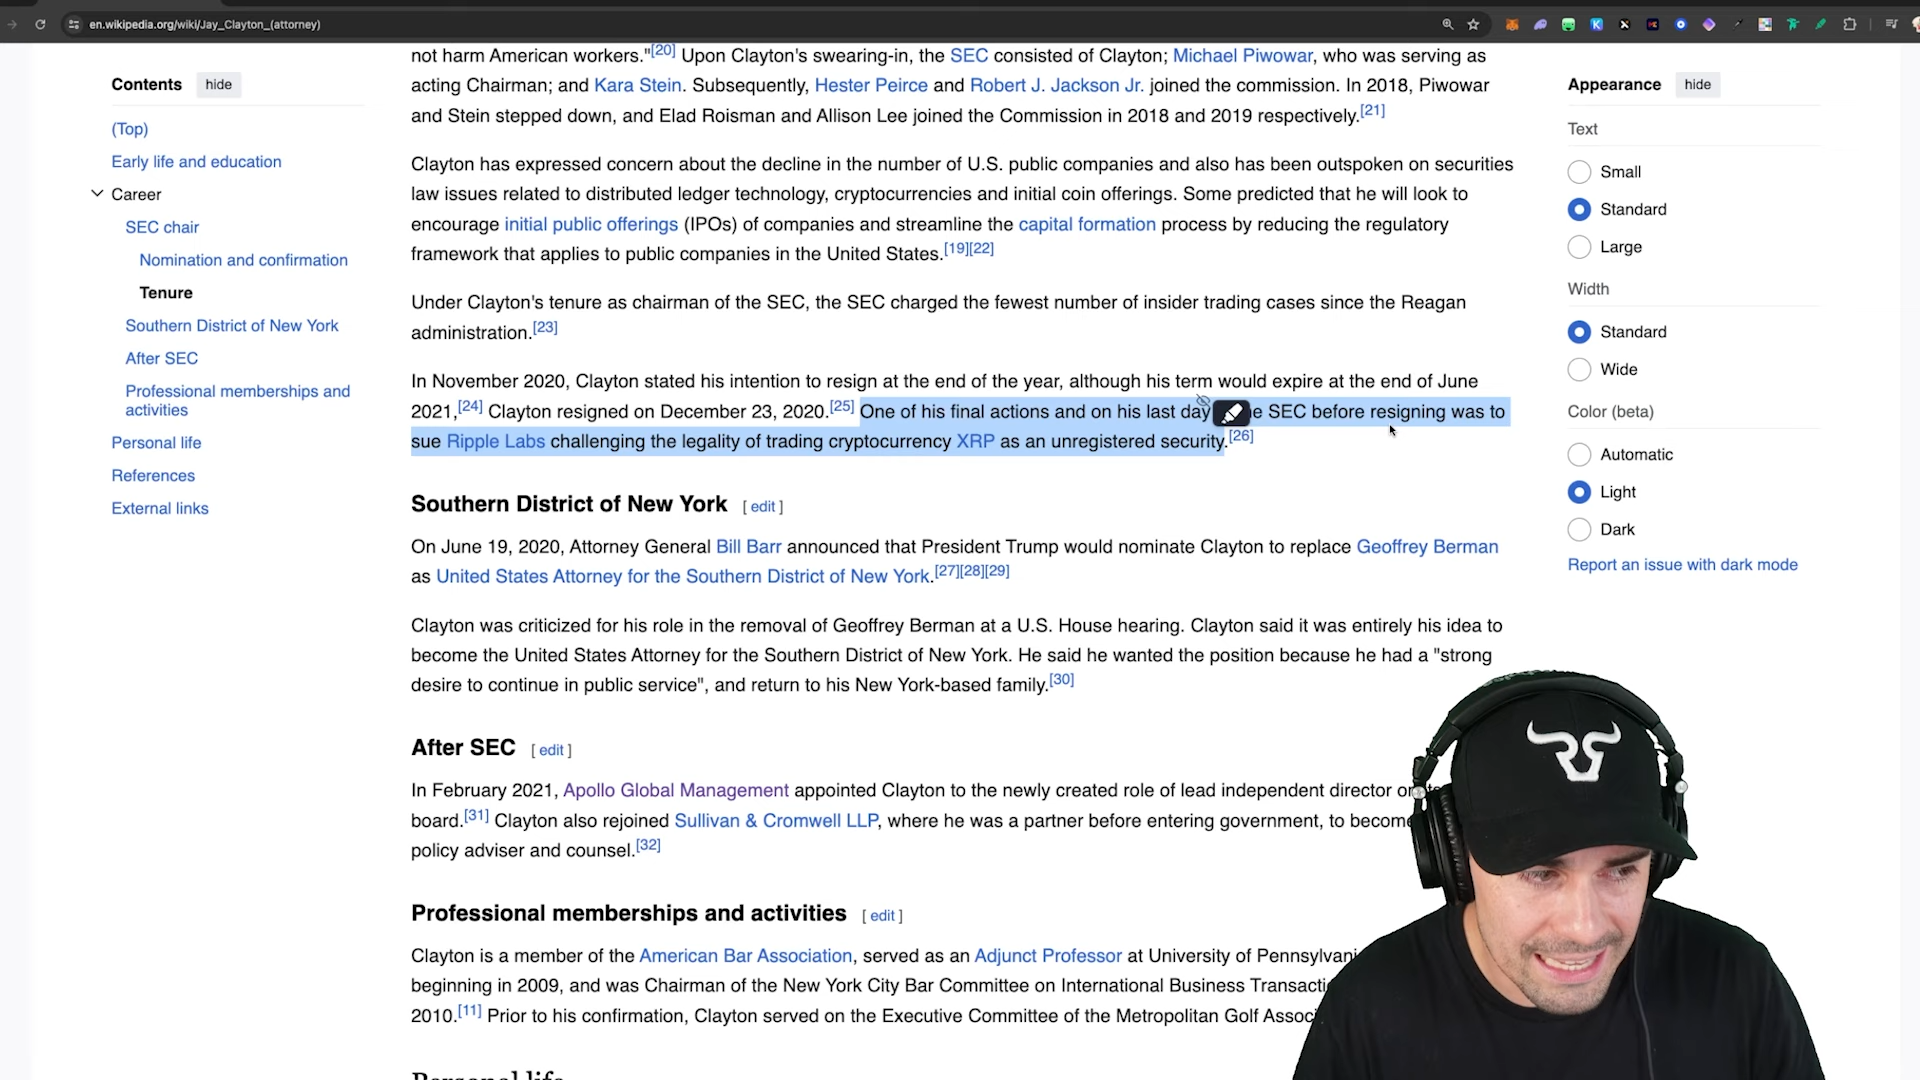 en.wikipedia.org/wiki/Jay_Clayton_(attorney)
Contents hide
(Top)
Early life and education
Career
SEC chair
Nomination and confirmation
Tenure
Southern District of New York
After SEC
Professional memberships and
activities
Personal life
References
External links
not harm American workers."[20] Upon Clayton's swearing-in, the SEC consisted of Clayton; Michael Piwowar, who was serving as
acting Chairman; and Kara Stein. Subsequently, Hester Peirce and Robert J. Jackson Jr. joined the commission. In 2018, Piwowar
and Stein stepped down, and Elad Roisman and Allison Lee joined the Commission in 2018 and 2019 respectively.[21]
Clayton has expressed concern about the decline in the number of U.S. public companies and also has been outspoken on securities
law issues related to distributed ledger technology, cryptocurrencies and initial coin offerings. Some predicted that he will look to
encourage initial public offerings (IPOs) of companies and streamline the capital formation process by reducing the regulatory
framework that applies to public companies in the United States.[19][22]
Under Clayton's tenure as chairman of the SEC, the SEC charged the fewest number of insider trading cases since the Reagan
administration.[23]
In November 2020, Clayton stated his intention to resign at the end of the year, although his term would expire at the end of June
2021,[24] Clayton resigned on December 23, 2020.[25] One of his final actions and on his last day e SEC before resigning was to
sue Ripple Labs challenging the legality of trading cryptocurrency XRP as an unregistered security.[26]
Southern District of New York [ edit ]
On June 19, 2020, Attorney General Bill Barr announced that President Trump would nominate Clayton to replace Geoffrey Berman
as United States Attorney for the Southern District of New York.[27][28][29]
Clayton was criticized for his role in the removal of Geoffrey Berman at a U.S. House hearing. Clayton said it was entirely his idea to
become the United States Attorney for the Southern District of New York. He said he wanted the position because he had a "strong
desire to continue in public service", and return to his New York-based family.[30]
After SEC [ edit ]
In February 2021, Apollo Global Management appointed Clayton to the newly created role of lead independent director on
board.[31] Clayton also rejoined Sullivan & Cromwell LLP, where he was a partner before entering government, to become
policy adviser and counsel.[32]
Professional memberships and activities [ edit ]
Clayton is a member of the American Bar Association, served as an Adjunct Professor at University of Pennsylvani
beginning in 2009, and was Chairman of the New York City Bar Committee on International Business Transacti
2010.[11] Prior to his confirmation, Clayton served on the Executive Committee of the Metropolitan Golf Assoc
Personal life
Appearance hide
Text
Small
Standard
Large
Width
Standard
Wide
Color (beta)
Automatic
Light
Dark
Report an issue with dark mode